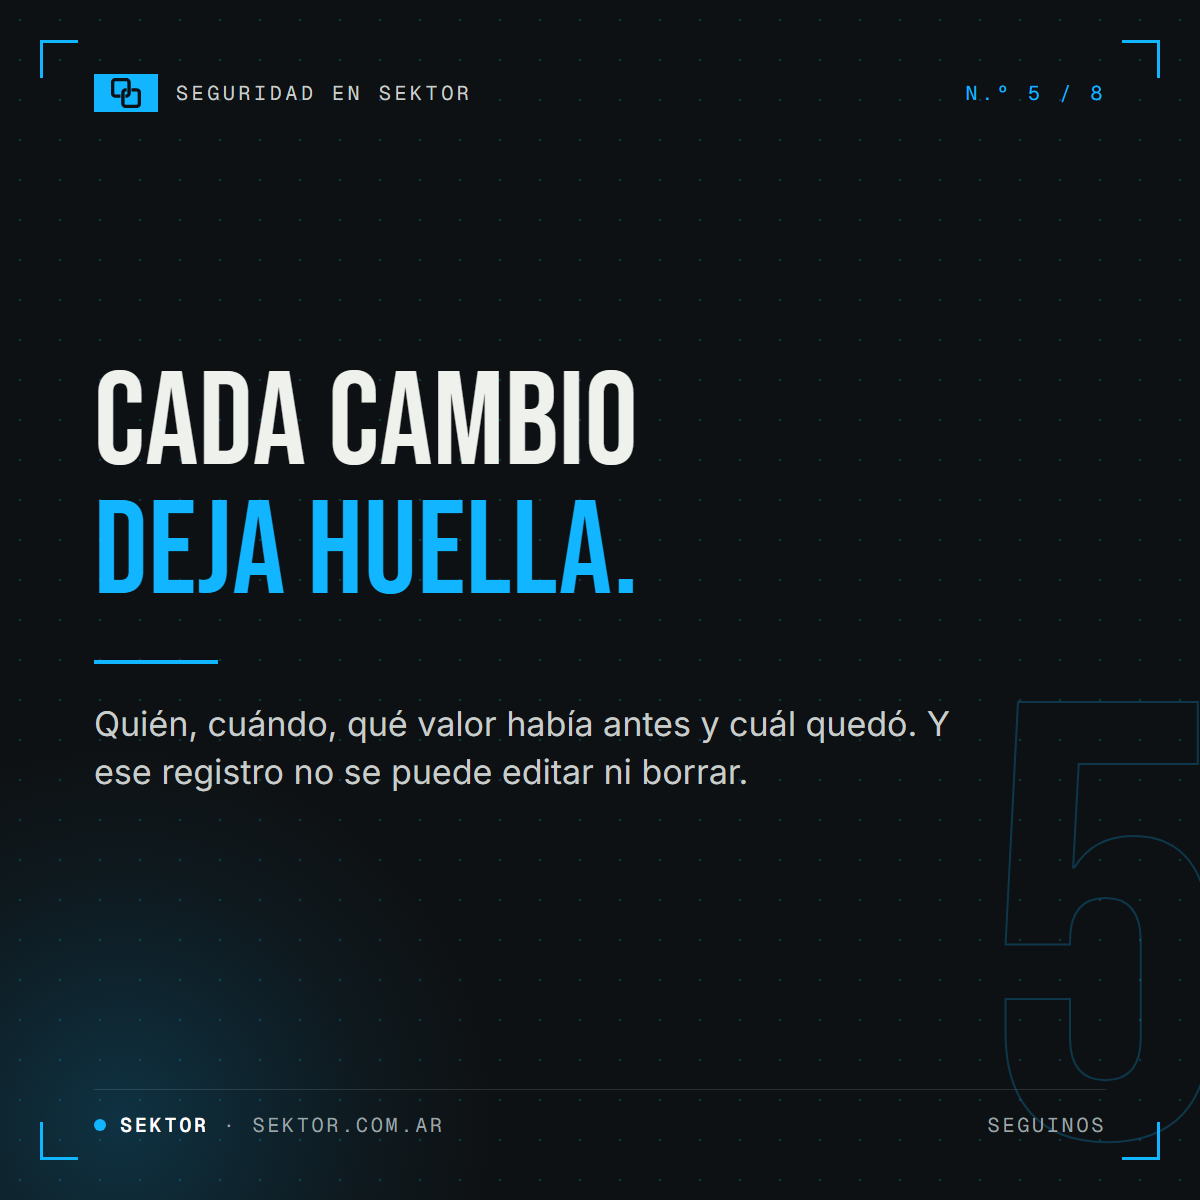 SEGURIDAD EN SEKTOR
N.º 5 / 8
CADA CAMBIO
DEJA HUELLA.
Quién, cuándo, qué valor había antes y cuál quedó. Y
ese registro no se puede editar ni borrar.
5
SEKTOR · SEKTOR.COM.AR
SEGUINOS